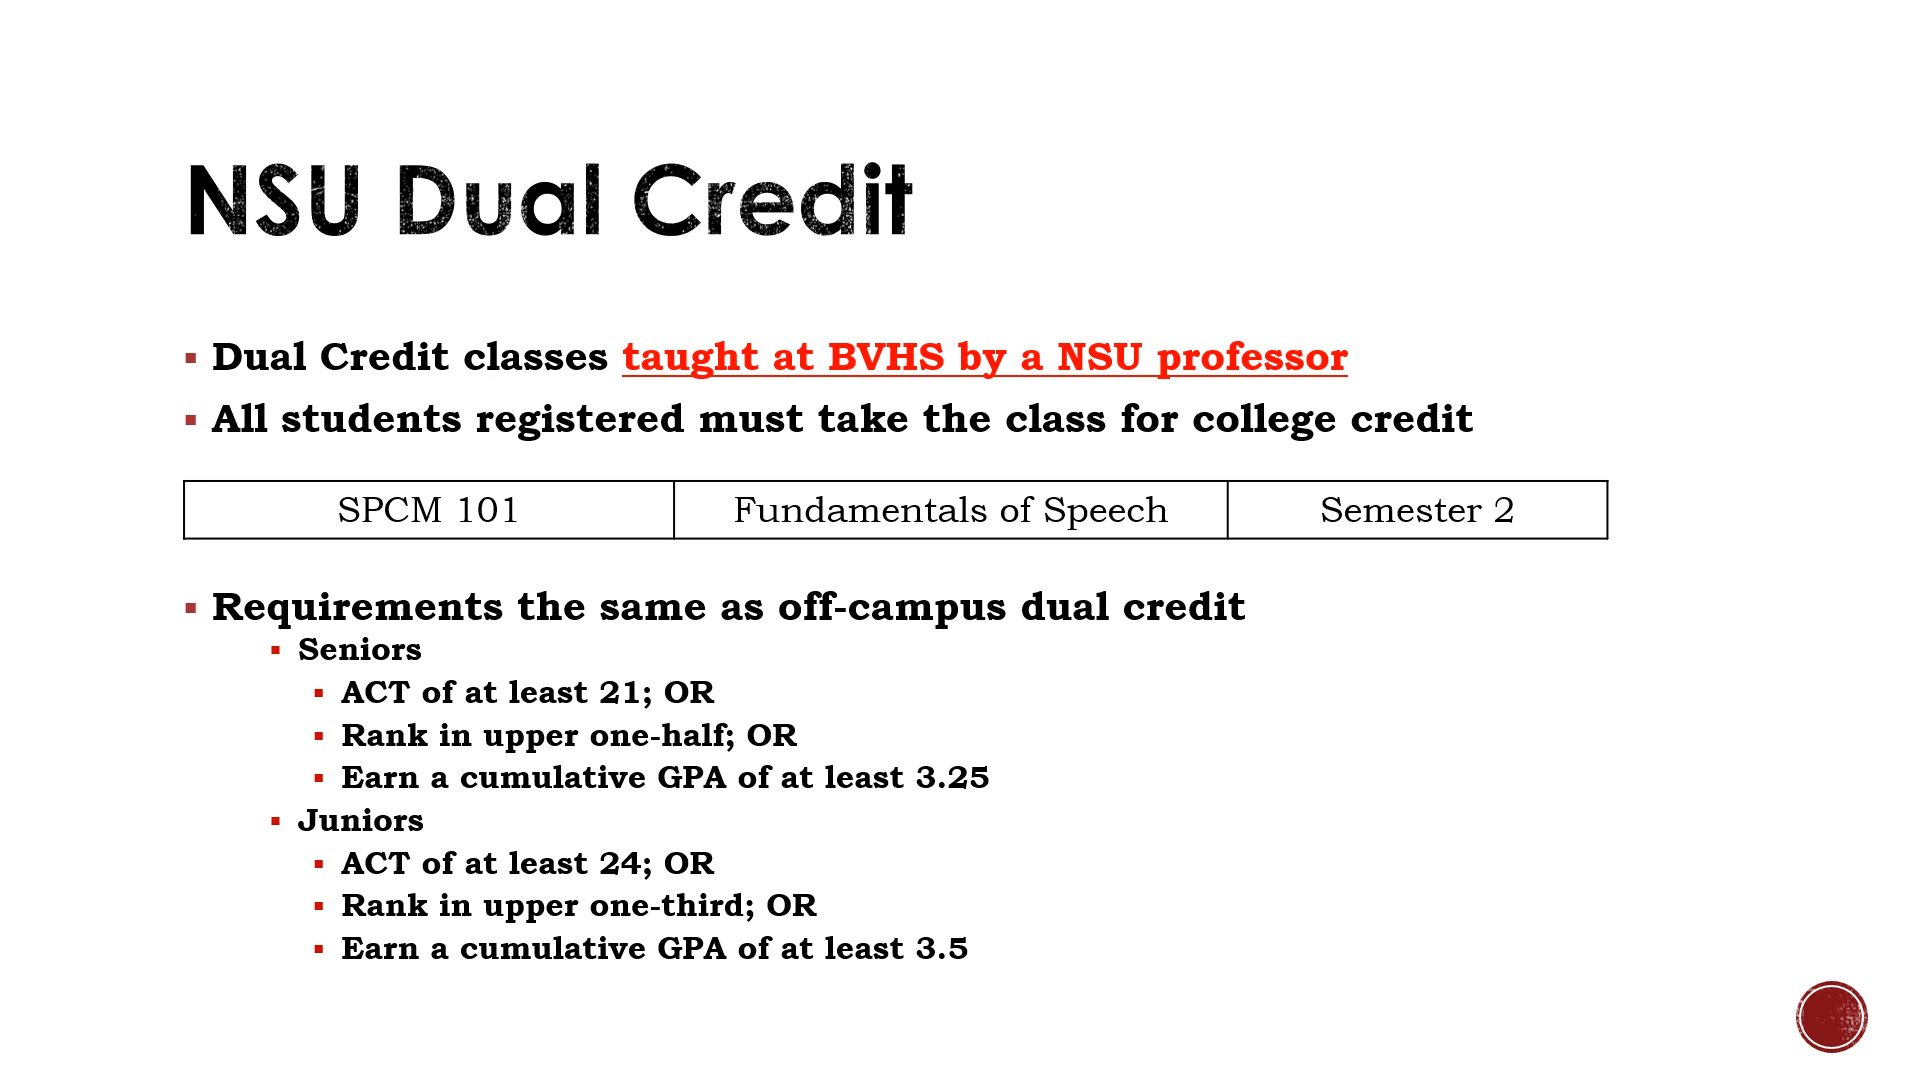 NSU Dual Credit
Dual Credit classes taught at BVHS by a NSU professor
All students registered must take the class for college credit
SPCM 101 Fundamentals of Speech Semester 2
Requirements the same as off-campus dual credit
Seniors
ACT of at least 21; OR
Rank in upper one-half; OR
Earn a cumulative GPA of at least 3.25
Juniors
ACT of at least 24; OR
Rank in upper one-third; OR
Earn a cumulative GPA of at least 3.5